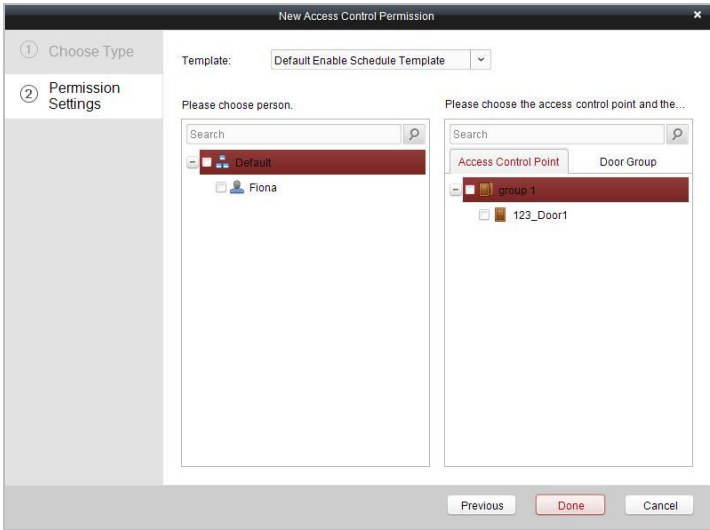 New Access Control Permission
1 Choose Type
2 Permission
Settings
Template: Default Enable Schedule Template
Please choose person.
Please choose the access control point and the...
Search
Search
Access Control Point Door Group
Default
group 1
Fiona
123_Door1
Previous Done Cancel